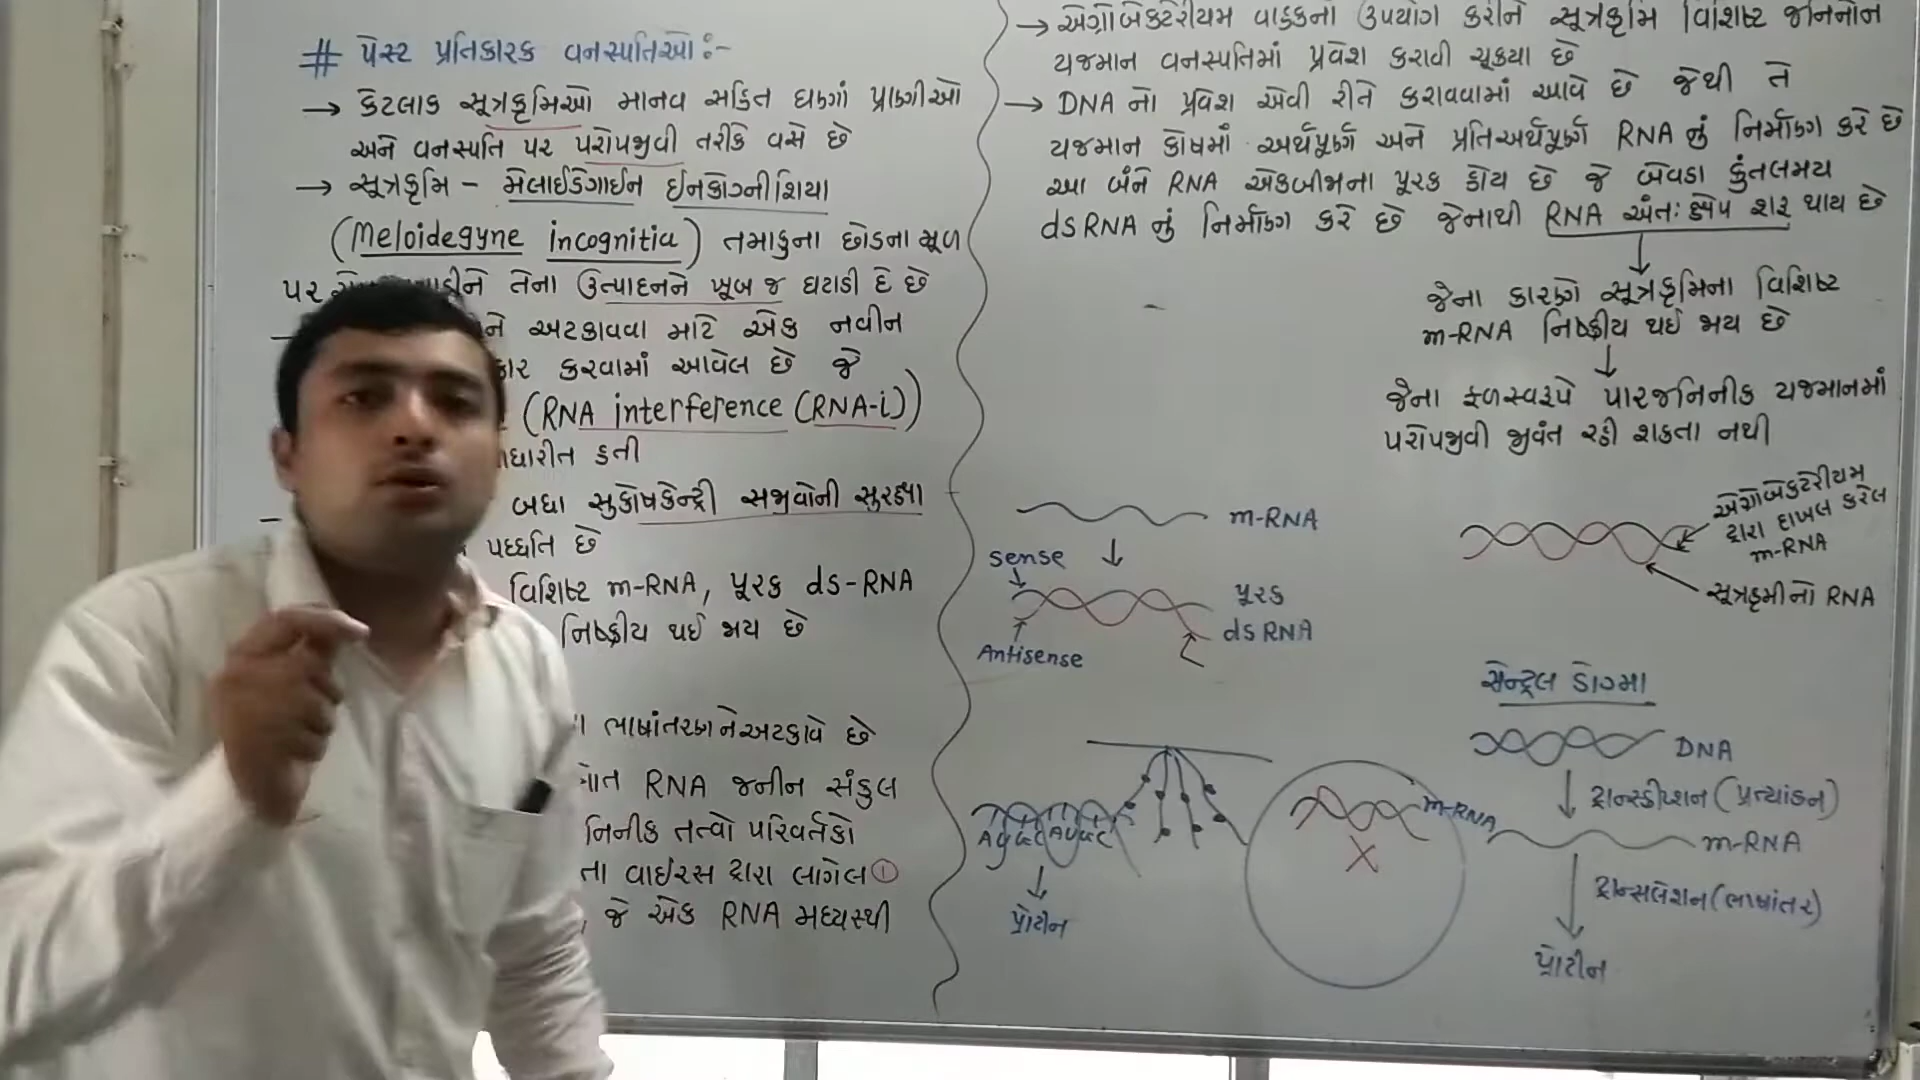 # પેસ્ટ પ્રતિકારક વનસ્પતિઓ :-
→ કેટલાક સૂત્રકૃમિઓ માનવ સહિત ઘણાં પ્રાણીઓ
અને વનસ્પતિ પર પરોપજીવી તરીકે વસે છે
→ સૂત્રકૃમિ - મેલાઈડેગાઈન ઈનકોગ્નીશિયા
(Meloidegyne incognitia) તમાકુના છોડના મૂળ
પર તેના ઉત્પાદનને ખૂબ જ ઘટાડી દે છે
ને અટકાવવા માટે એક નવીન
કરવામાં આવેલ છે જે
(RNA interference (RNA-i))
હતી
બધા સુકોષકેન્દ્રી સજીવોની સુરક્ષા
પધ્ધતિ છે
વિશિષ્ટ m-RNA, પૂરક ds-RNA
નિષ્ક્રીય થઈ જાય છે
ભાષાંતરણને અટકાવે છે
RNA જનીન સંકુલ
તત્વો પરિવર્તકો
વાઈરસ દ્વારા લાગેલ ①
જે એક RNA મધ્યસ્થી
→ એગ્રોબેક્ટેરીયમ વાહકનો ઉપયોગ કરીને સૂત્રકૃમિ વિશિષ્ટ જનિનોને
યજમાન વનસ્પતિમાં પ્રવેશ કરાવી ચૂકયા છે
→ DNA નો પ્રવેશ એવી રીતે કરાવવામાં આવે છે જેથી તે
યજમાન કોષમાં અર્થપૂર્ણ અને પ્રતિઅર્થપૂર્ણ RNA નું નિર્માણ કરે છે
આ બંને RNA એકબીજાના પૂરક હોય છે જે બેવડા કુંતલમય
dsRNA નું નિર્માણ કરે છે જેનાથી RNA અંતઃક્ષેપ શરૂ થાય છે
જેના કારણે સૂત્રકૃમિના વિશિષ્ટ
m-RNA નિષ્ક્રીય થઈ જાય છે
જેના ફળસ્વરૂપે પારજનિનીક યજમાનમાં
પરોપજીવી જીવંત રહી શકતા નથી
m-RNA
sense
પૂરક
dsRNA
Antisense
એગ્રોબેક્ટેરીયમ
દ્વારા દાખલ કરેલ
m-RNA
સૂત્રકૃમીનો RNA
સેન્ટ્રલ ડોગ્મા
DNA
ટ્રાન્સ્ક્રીપ્શન (પ્રત્યાંકન)
m-RNA
ટ્રાન્સલેશન (ભાષાંતર)
પ્રોટીન
m-RNA
X
AUGC AUGC
પ્રોટીન